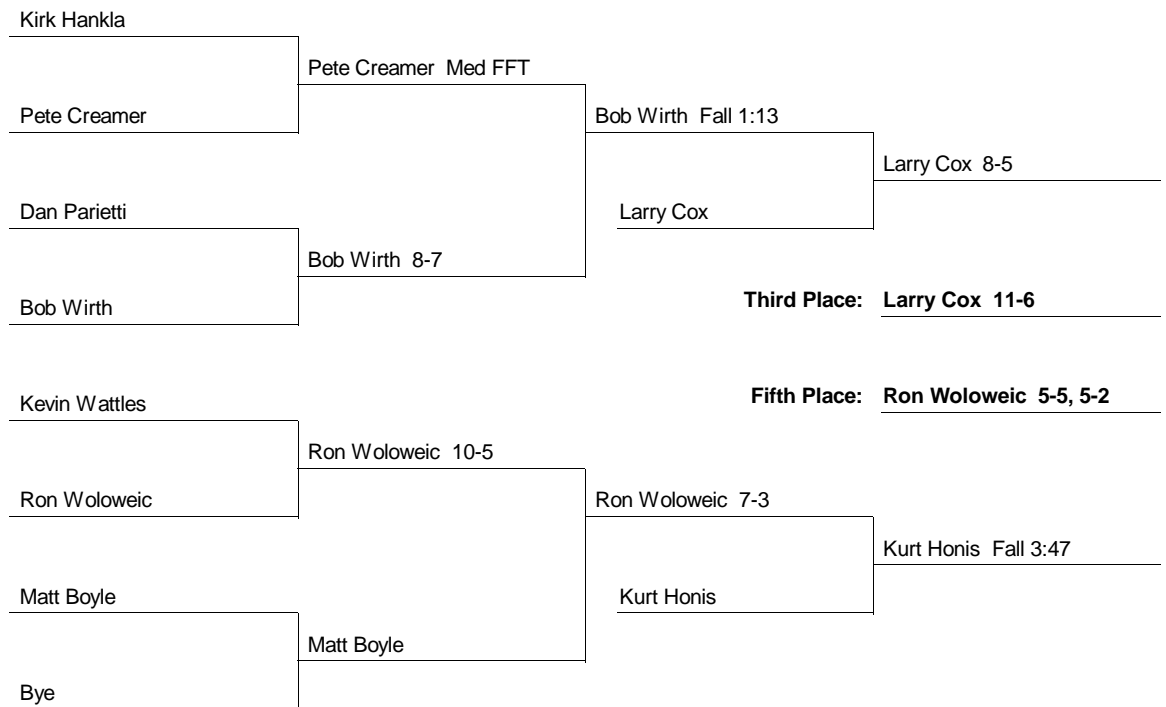 Kirk Hankla
Pete Creamer Med FFT
Pete Creamer
Bob Wirth Fall 1:13
Larry Cox 8-5
Dan Parietti
Larry Cox
Bob Wirth 8-7
Bob Wirth
Third Place: Larry Cox 11-6
Kevin Wattles
Fifth Place: Ron Woloweic 5-5, 5-2
Ron Woloweic 10-5
Ron Woloweic
Ron Woloweic 7-3
Kurt Honis Fall 3:47
Matt Boyle
Kurt Honis
Matt Boyle
Bye